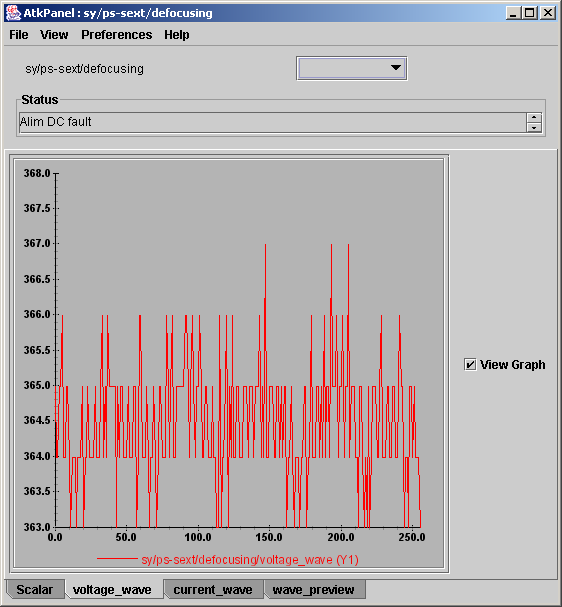 AtkPanel : sy/ps-sext/defocusing
File View Preferences Help
sy/ps-sext/defocusing
Status
Alim DC fault
368.0
367.5
367.0
366.5
366.0
365.5
365.0
364.5
364.0
363.5
363.0
0.0 50.0 100.0 150.0 200.0 250.0
sy/ps-sext/defocusing/voltage_wave (Y1)
View Graph
Scalar voltage_wave current_wave wave_preview